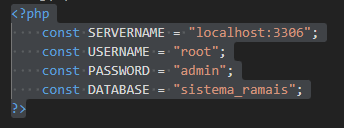 <?php
const SERVERNAME = "localhost:3306";
const USERNAME = "root";
const PASSWORD = "admin";
const DATABASE = "sistema_ramais";
?>